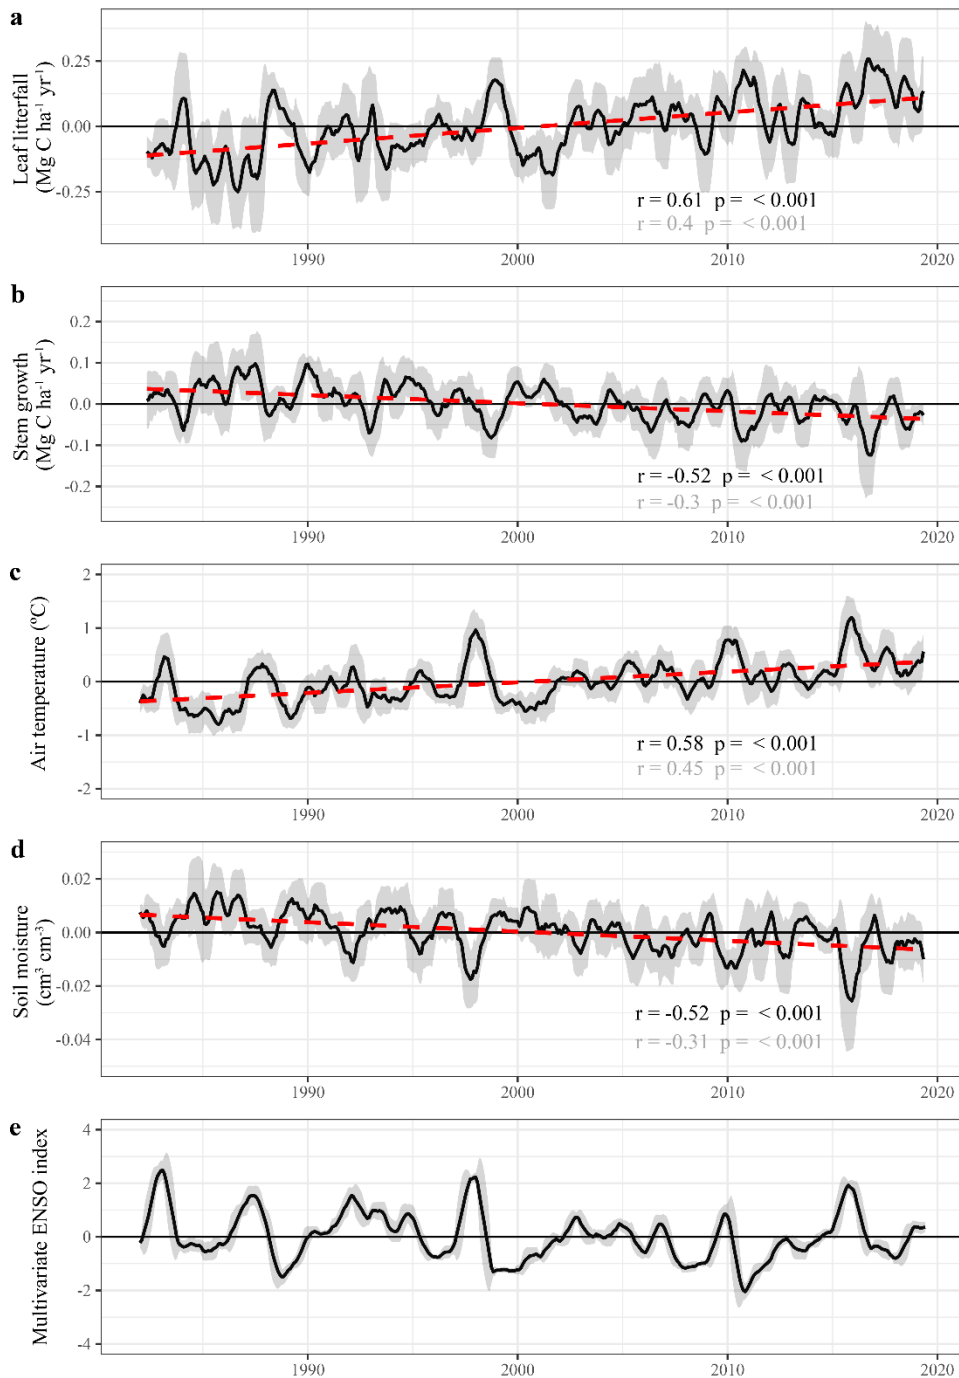 a
Leaf litterfall
(Mg C ha⁻¹ yr⁻¹)
0.25
0.00
-0.25
r = 0.61 p = < 0.001
r = 0.4 p = < 0.001
1990
2000
2010
2020
b
Stem growth
(Mg C ha⁻¹ yr⁻¹)
0.2
0.1
0.0
-0.1
-0.2
r = -0.52 p = < 0.001
r = -0.3 p = < 0.001
1990
2000
2010
2020
c
Air temperature (ºC)
2
1
0
-1
-2
r = 0.58 p = < 0.001
r = 0.45 p = < 0.001
1990
2000
2010
2020
d
Soil moisture
(cm³ cm⁻³)
0.02
0.00
-0.02
-0.04
r = -0.52 p = < 0.001
r = -0.31 p = < 0.001
1990
2000
2010
2020
e
Multivariate ENSO index
4
2
0
-2
-4
1990
2000
2010
2020